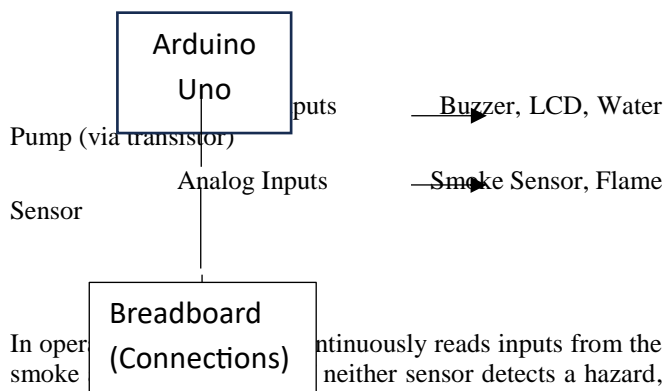 Arduino
Uno
puts Buzzer, LCD, Water
Pump (via transistor)
Analog Inputs Smoke Sensor, Flame
Sensor
Breadboard
(Connections)
In opera ntinuously reads inputs from the
smoke neither sensor detects a hazard,